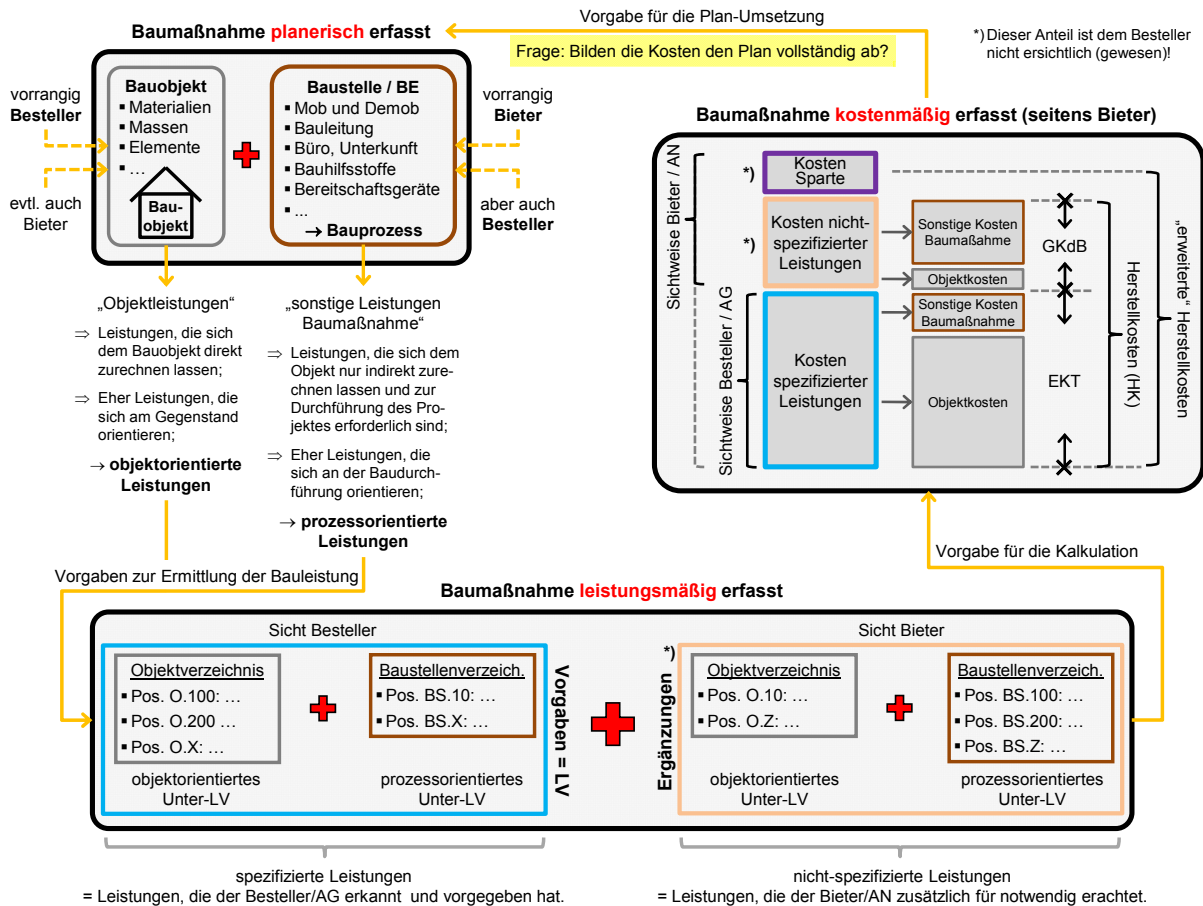 Baumaßnahme planerisch erfasst
Vorgabe für die Plan-Umsetzung
Frage: Bilden die Kosten den Plan vollständig ab?
*) Dieser Anteil ist dem Besteller
nicht ersichtlich (gewesen)!
vorrangig
Besteller
evtl. auch
Bieter
Bauobjekt
▪ Materialien
▪ Massen
▪ Elemente
▪ …
Bau-
objekt
Baustelle / BE
▪ Mob und Demob
▪ Bauleitung
▪ Büro, Unterkunft
▪ Bauhilfsstoffe
▪ Bereitschaftsgeräte
▪ ...
→ Bauprozess
vorrangig
Bieter
aber auch
Besteller
„Objektleistungen“
⇒ Leistungen, die sich
dem Bauobjekt direkt
zurechnen lassen;
⇒ Eher Leistungen, die
sich am Gegenstand
orientieren;
→ objektorientierte
Leistungen
„sonstige Leistungen
Baumaßnahme“
⇒ Leistungen, die sich dem
Objekt nur indirekt zure-
chnen lassen und zur
Durchführung des Pro-
jektes erforderlich sind;
⇒ Eher Leistungen, die
sich an der Baudurch-
führung orientieren;
→ prozessorientierte
Leistungen
Baumaßnahme kostenmäßig erfasst (seitens Bieter)
Sichtweise Bieter / AN
Sichtweise Besteller / AG
*)
Kosten
Sparte
*)
Kosten nicht-
spezifizierter
Leistungen
Kosten
spezifizierter
Leistungen
Sonstige Kosten
Baumaßahme
Objektkosten
Sonstige Kosten
Baumaßnahme
Objektkosten
GKdB
EKT
Herstellkosten (HK)
„erweiterte“ Herstellkosten
Vorgaben zur Ermittlung der Bauleistung
Vorgabe für die Kalkulation
Baumaßnahme leistungsmäßig erfasst
Sicht Besteller
Objektverzeichnis
▪ Pos. O.100: …
▪ Pos. O.200 …
▪ Pos. O.X: …
objektorientiertes
Unter-LV
Baustellenverzeich.
▪ Pos. BS.10: …
▪ Pos. BS.X: …
prozessorientiertes
Unter-LV
Vorgaben = LV
Sicht Bieter
Ergänzungen *)
Objektverzeichnis
▪ Pos. O.10: …
▪ Pos. O.Z: …
objektorientiertes
Unter-LV
Baustellenverzeich.
▪ Pos. BS.100: …
▪ Pos. BS.200: …
▪ Pos. BS.Z: …
prozessorientiertes
Unter-LV
spezifizierte Leistungen
= Leistungen, die der Besteller/AG erkannt und vorgegeben hat.
nicht-spezifizierte Leistungen
= Leistungen, die der Bieter/AN zusätzlich für notwendig erachtet.